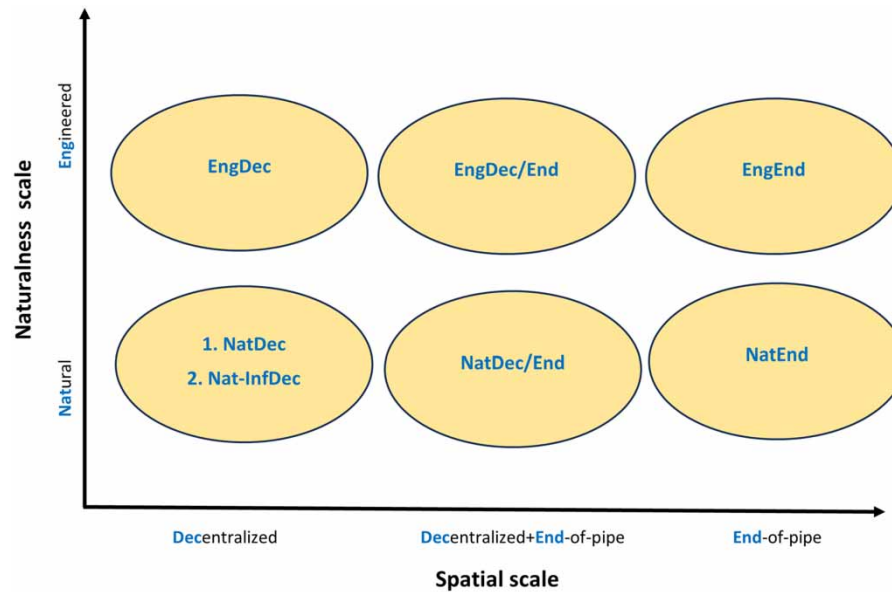 Naturalness scale
Engineered
Natural
EngDec
EngDec/End
EngEnd
1. NatDec
2. Nat-InfDec
NatDec/End
NatEnd
Decentralized
Decentralized+End-of-pipe
End-of-pipe
Spatial scale